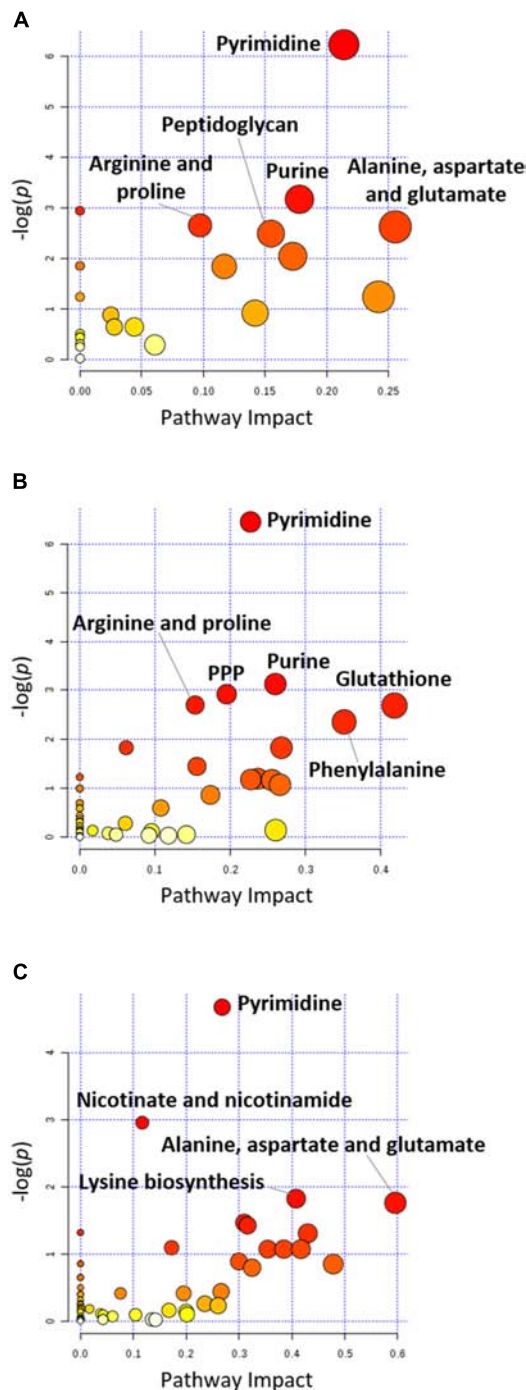 A
Pyrimidine
Peptidoglycan
Arginine and
proline
Purine
Alanine, aspartate
and glutamate
-log(p)
6
5
4
3
2
1
0
0.00 0.05 0.10 0.15 0.20 0.25
Pathway Impact
B
Pyrimidine
Arginine and proline
PPP
Purine
Glutathione
Phenylalanine
-log(p)
6
5
4
3
2
1
0
0.0 0.1 0.2 0.3 0.4
Pathway Impact
C
Pyrimidine
Nicotinate and nicotinamide
Alanine, aspartate and glutamate
Lysine biosynthesis
-log(p)
4
3
2
1
0
0.0 0.1 0.2 0.3 0.4 0.5 0.6
Pathway Impact